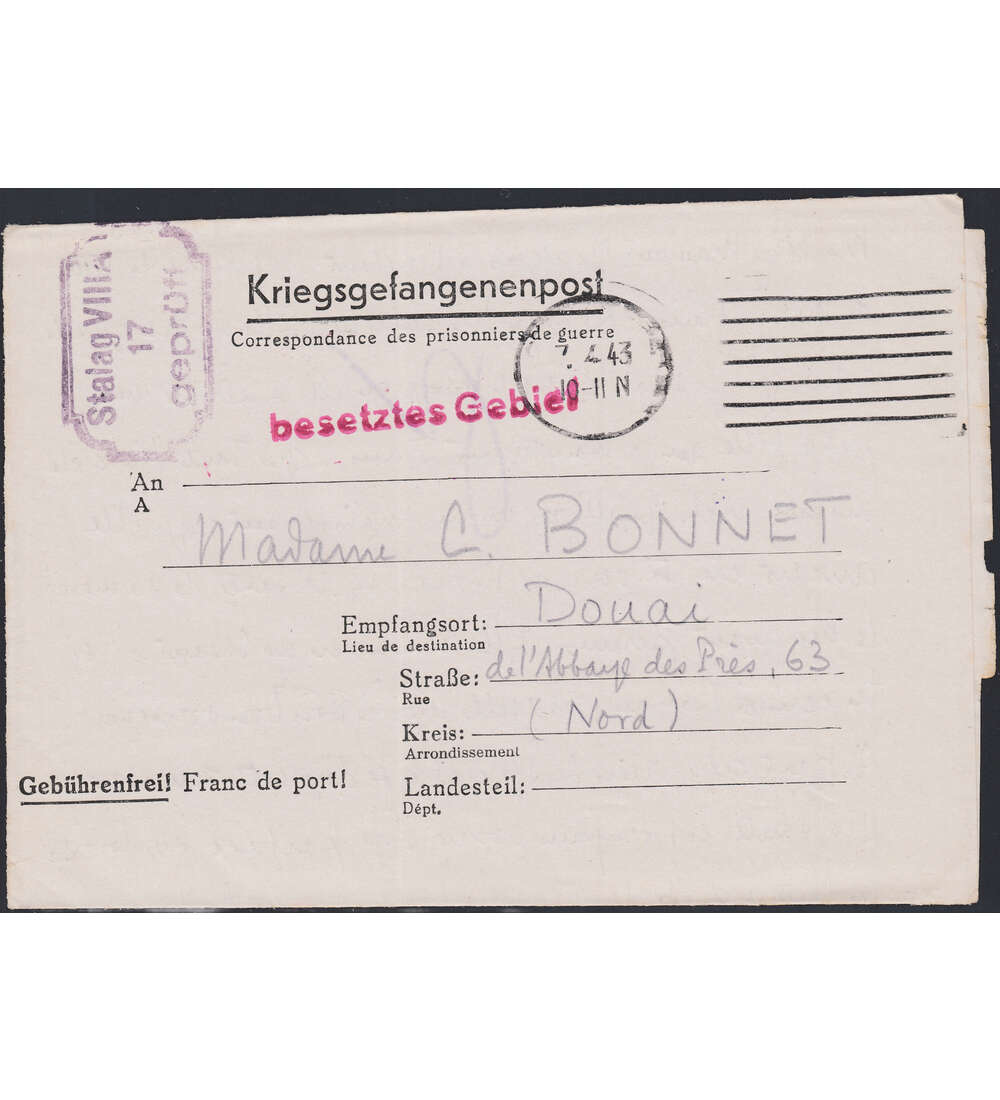 Stalag VIIIA
17
geprüft
Kriegsgefangenenpost
Correspondance des prisonniers de guerre
7.4.43
10-11 N
besetztes Gebiet
An
A
Madame C. BONNET
Empfangsort: Douai
Lieu de destination
Straße: de l'Abbaye des Près, 63
Rue
Kreis: (Nord)
Arrondissement
Gebührenfrei! Franc de port!
Landesteil:
Dépt.